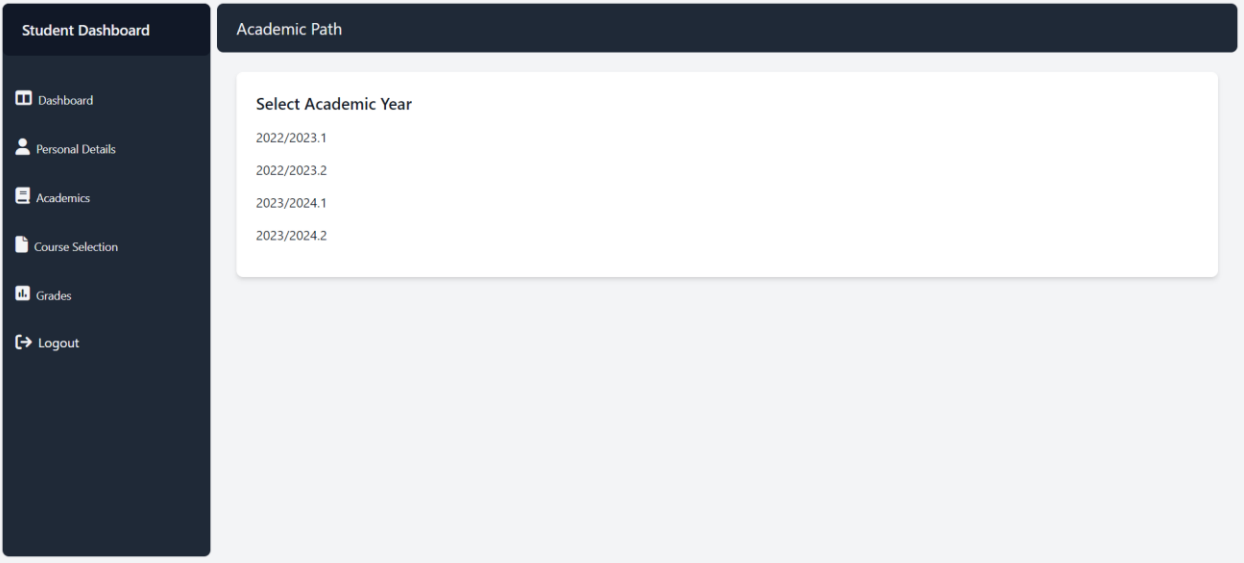 Student Dashboard
Dashboard
Personal Details
Academics
Course Selection
Grades
Logout
Academic Path
Select Academic Year
2022/2023.1
2022/2023.2
2023/2024.1
2023/2024.2